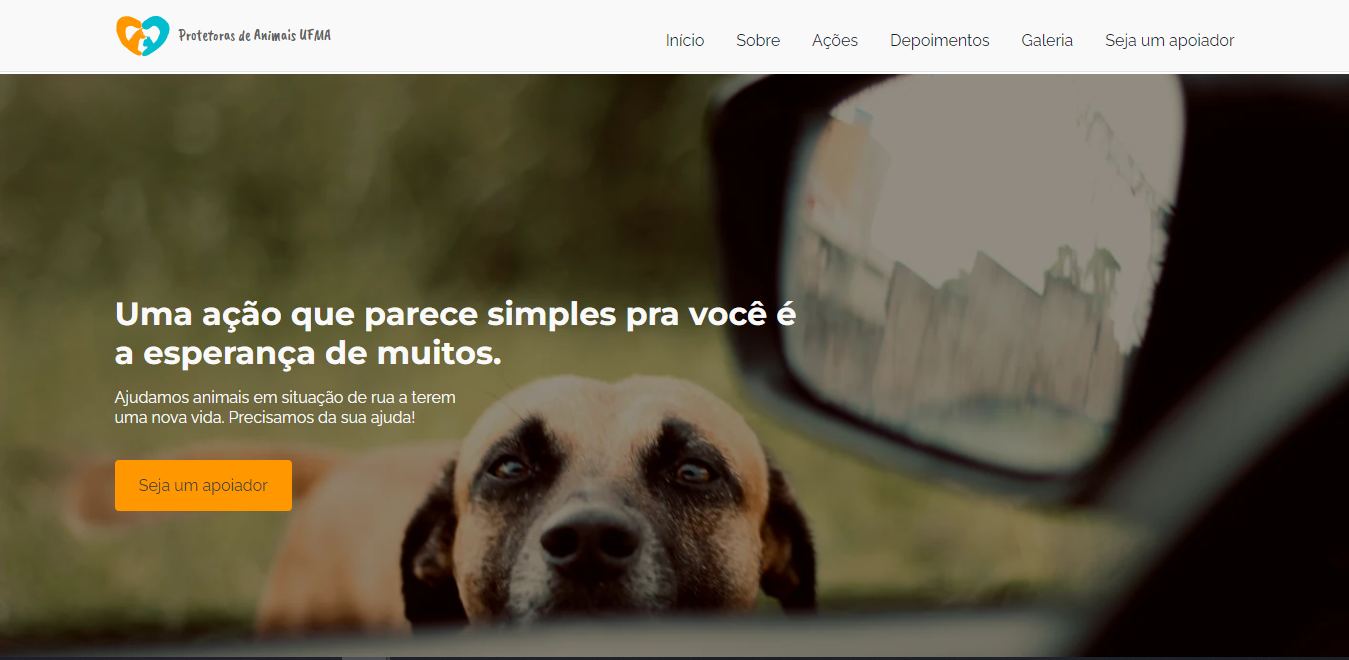 Protetoras de Animais UFMA
Início Sobre Ações Depoimentos Galeria Seja um apoiador
Uma ação que parece simples pra você é
a esperança de muitos.
Ajudamos animais em situação de rua a terem
uma nova vida. Precisamos da sua ajuda!
Seja um apoiador